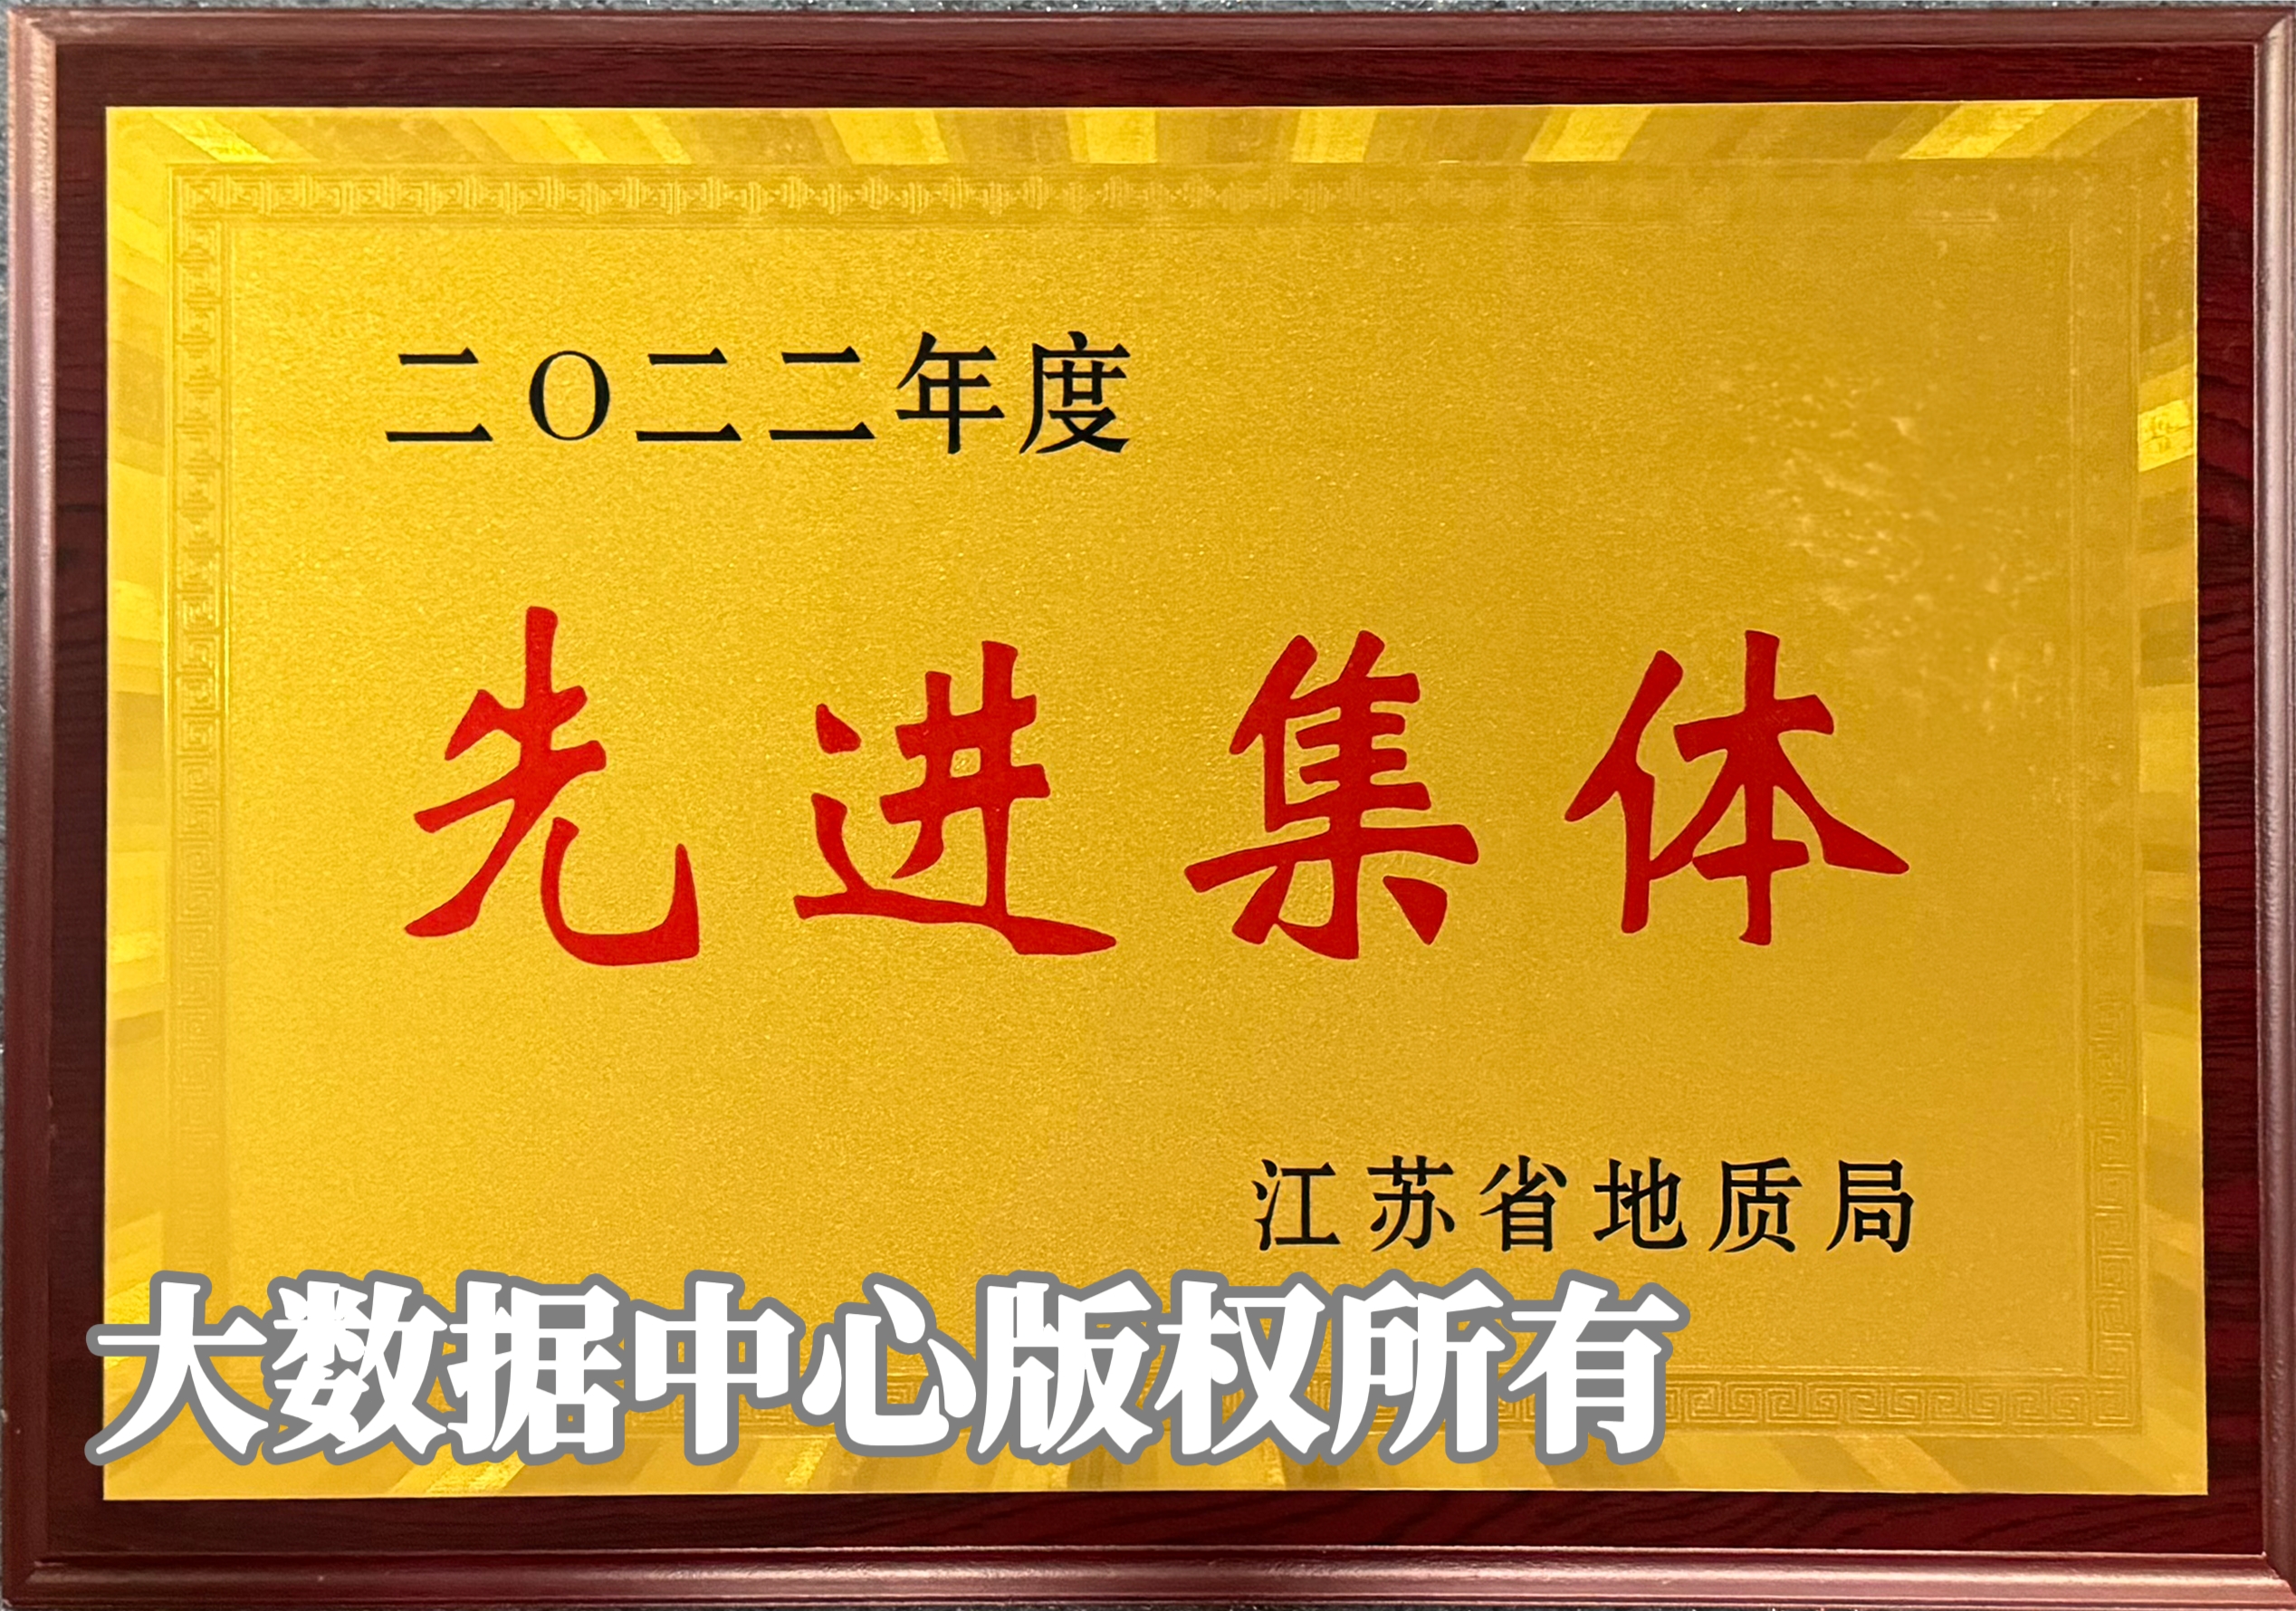 二〇二二年度
先进集体
江苏省地质局
大数据中心版权所有